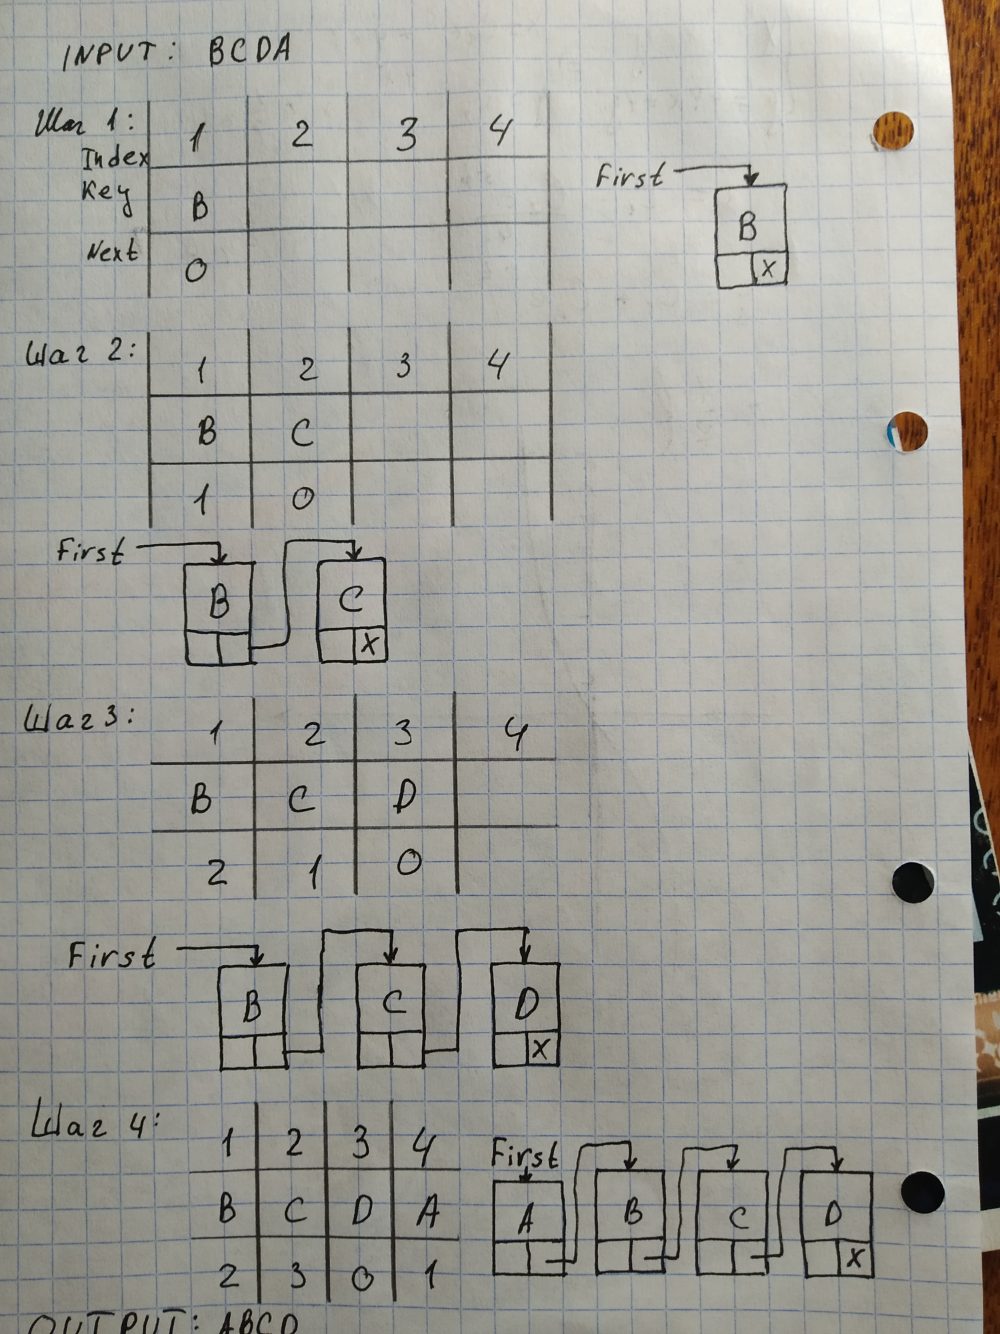 INPUT: BCDA
Шаг 1:
Index 1 2 3 4
Key B
Next 0
First
B
X
Шаг 2:
1 2 3 4
B C
1 0
First
B C
X
Шаг 3:
1 2 3 4
B C D
2 1 0
First
B C D
X
Шаг 4:
1 2 3 4
B C D A
2 3 0 1
First
A B C D
X
OUTPUT: ABCD